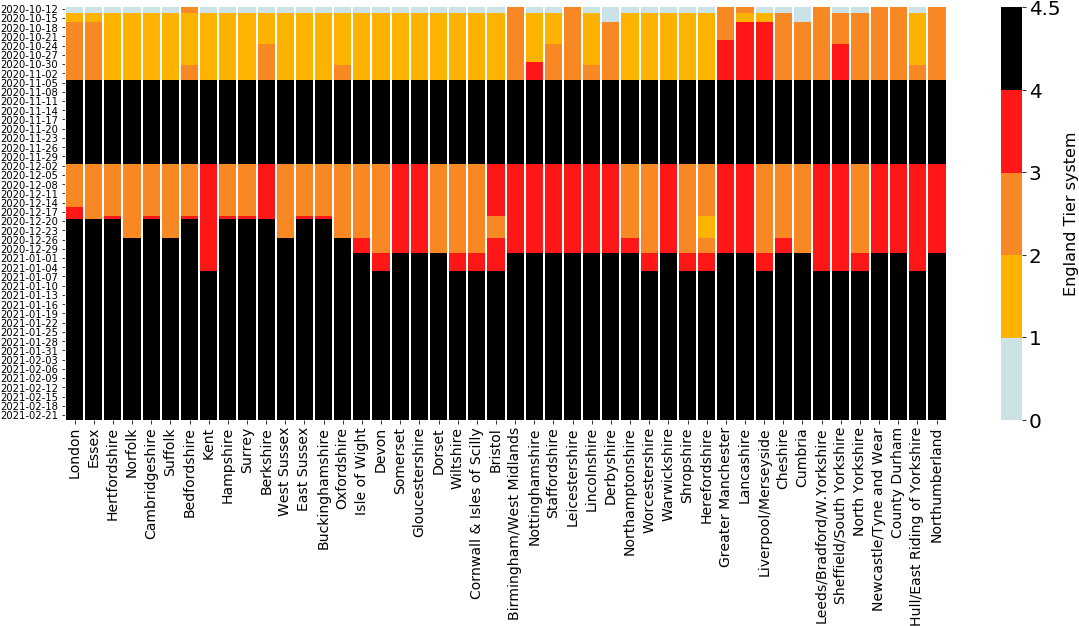 2020-10-12
2020-10-15
2020-10-18
2020-10-21
2020-10-24
2020-10-27
2020-10-30
2020-11-02
2020-11-05
2020-11-08
2020-11-11
2020-11-14
2020-11-17
2020-11-20
2020-11-23
2020-11-26
2020-11-29
2020-12-02
2020-12-05
2020-12-08
2020-12-11
2020-12-14
2020-12-17
2020-12-20
2020-12-23
2020-12-26
2020-12-29
2021-01-01
2021-01-04
2021-01-07
2021-01-10
2021-01-13
2021-01-16
2021-01-19
2021-01-22
2021-01-25
2021-01-28
2021-01-31
2021-02-03
2021-02-06
2021-02-09
2021-02-12
2021-02-15
2021-02-18
2021-02-21
London
Essex
Hertfordshire
Norfolk
Cambridgeshire
Suffolk
Bedfordshire
Kent
Hampshire
Surrey
Berkshire
West Sussex
East Sussex
Buckinghamshire
Oxfordshire
Isle of Wight
Devon
Somerset
Gloucestershire
Dorset
Wiltshire
Cornwall & Isles of Scilly
Bristol
Birmingham/West Midlands
Nottinghamshire
Staffordshire
Leicestershire
Lincolnshire
Derbyshire
Northamptonshire
Worcestershire
Warwickshire
Shropshire
Herefordshire
Greater Manchester
Lancashire
Liverpool/Merseyside
Cheshire
Cumbria
Leeds/Bradford/W.Yorkshire
Sheffield/South Yorkshire
North Yorkshire
Newcastle/Tyne and Wear
County Durham
Hull/East Riding of Yorkshire
Northumberland
4.5
4
3
2
1
0
England Tier system